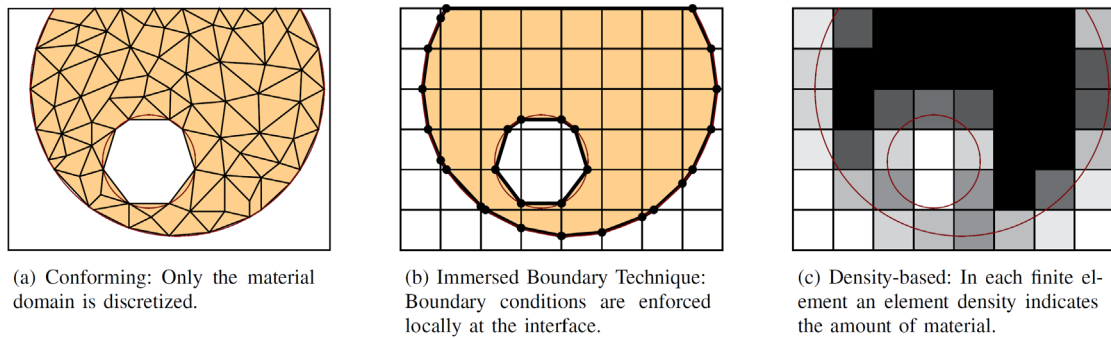 (a) Conforming: Only the material
domain is discretized.
(b) Immersed Boundary Technique:
Boundary conditions are enforced
locally at the interface.
(c) Density-based: In each finite el-
ement an element density indicates
the amount of material.